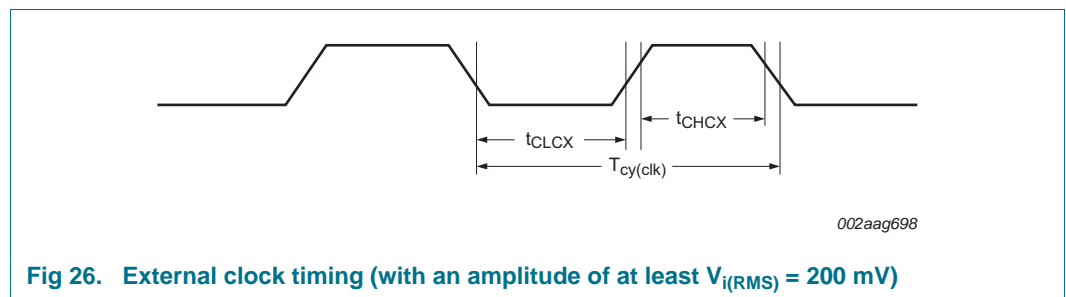 tCLCX
tCHCX
Tcy(clk)
002aag698
Fig 26. External clock timing (with an amplitude of at least Vi(RMS) = 200 mV)